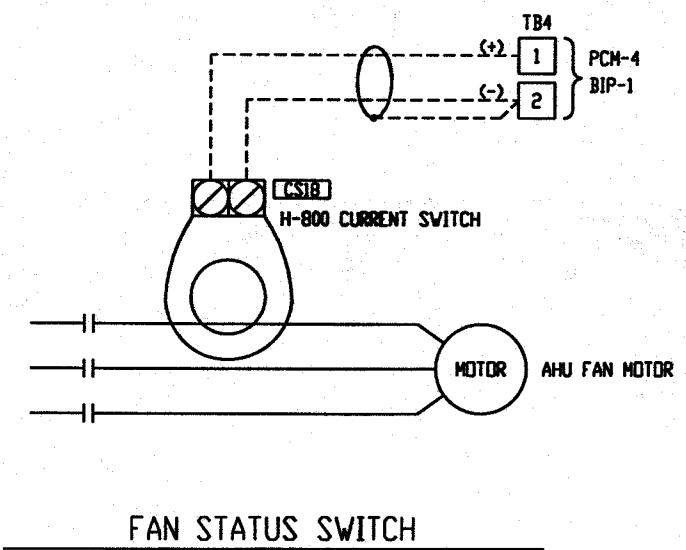 TB4
(+) 1 PCM-4
(-) 2 BIP-1
CS18
H-800 CURRENT SWITCH
MOTOR AHU FAN MOTOR
FAN STATUS SWITCH